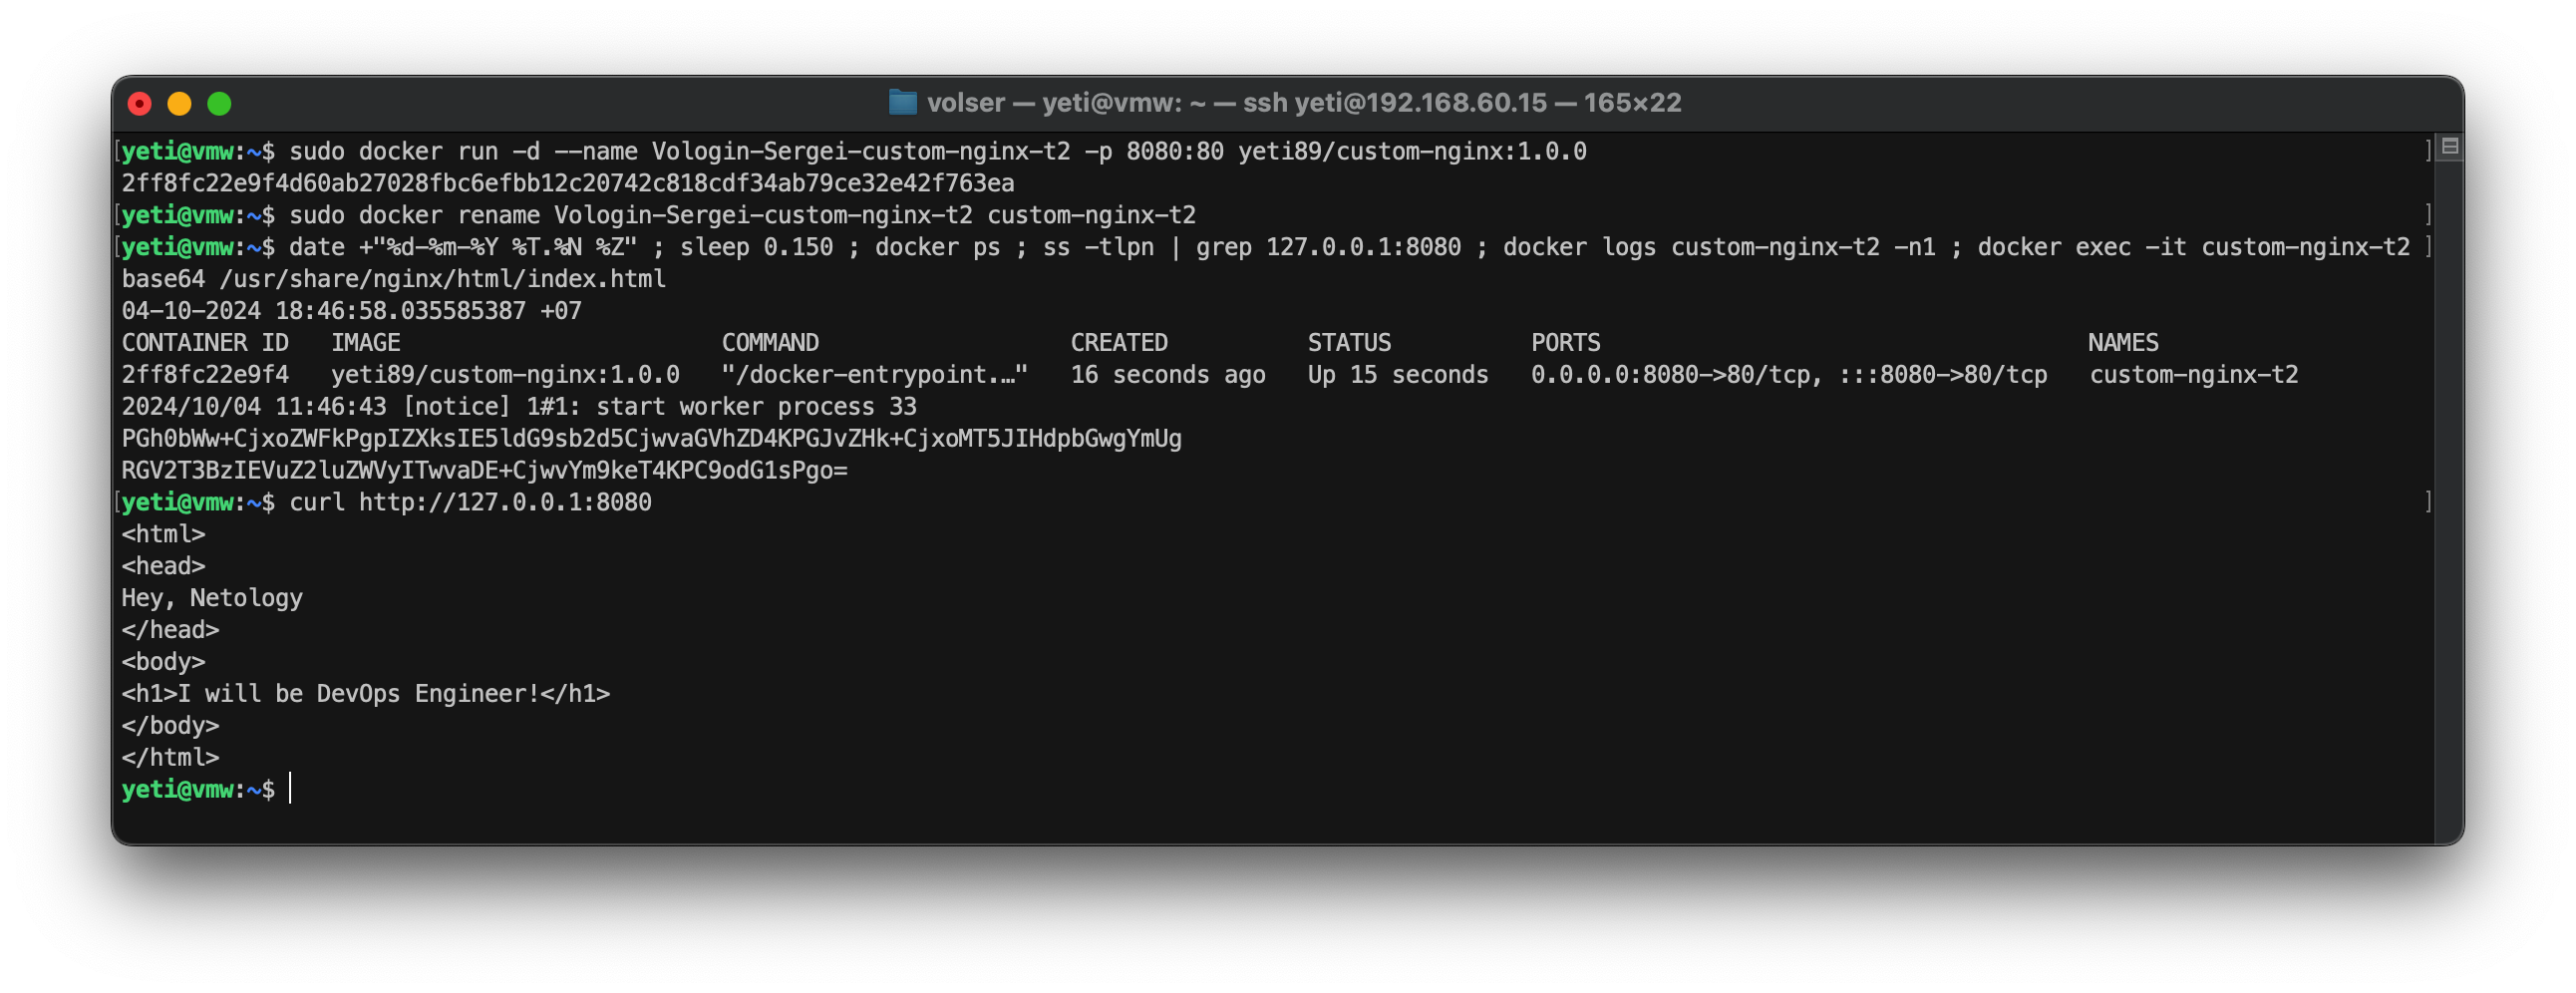 volser — yeti@vmw: ~ — ssh yeti@192.168.60.15 — 165×22
[yeti@vmw:~$ sudo docker run -d --name Vologin-Sergei-custom-nginx-t2 -p 8080:80 yeti89/custom-nginx:1.0.0 ]
2ff8fc22e9f4d60ab27028fbc6efbb12c20742c818cdf34ab79ce32e42f763ea
[yeti@vmw:~$ sudo docker rename Vologin-Sergei-custom-nginx-t2 custom-nginx-t2 ]
[yeti@vmw:~$ date +"%d-%m-%Y %T.%N %Z" ; sleep 0.150 ; docker ps ; ss -tlpn | grep 127.0.0.1:8080 ; docker logs custom-nginx-t2 -n1 ; docker exec -it custom-nginx-t2 ]
base64 /usr/share/nginx/html/index.html
04-10-2024 18:46:58.035585387 +07
CONTAINER ID IMAGE COMMAND CREATED STATUS PORTS NAMES
2ff8fc22e9f4 yeti89/custom-nginx:1.0.0 "/docker-entrypoint.…" 16 seconds ago Up 15 seconds 0.0.0.0:8080->80/tcp, :::8080->80/tcp custom-nginx-t2
2024/10/04 11:46:43 [notice] 1#1: start worker process 33
PGh0bWw+CjxoZWFkPgpIZXksIE5ldG9sb2d5CjwvaGVhZD4KPGJvZHk+CjxoMT5JIHdpbGwgYmUg
RGV2T3BzIEVuZ2luZWVyITwvaDE+CjwvYm9keT4KPC9odG1sPgo=
[yeti@vmw:~$ curl http://127.0.0.1:8080 ]
<html>
<head>
Hey, Netology
</head>
<body>
<h1>I will be DevOps Engineer!</h1>
</body>
</html>
yeti@vmw:~$